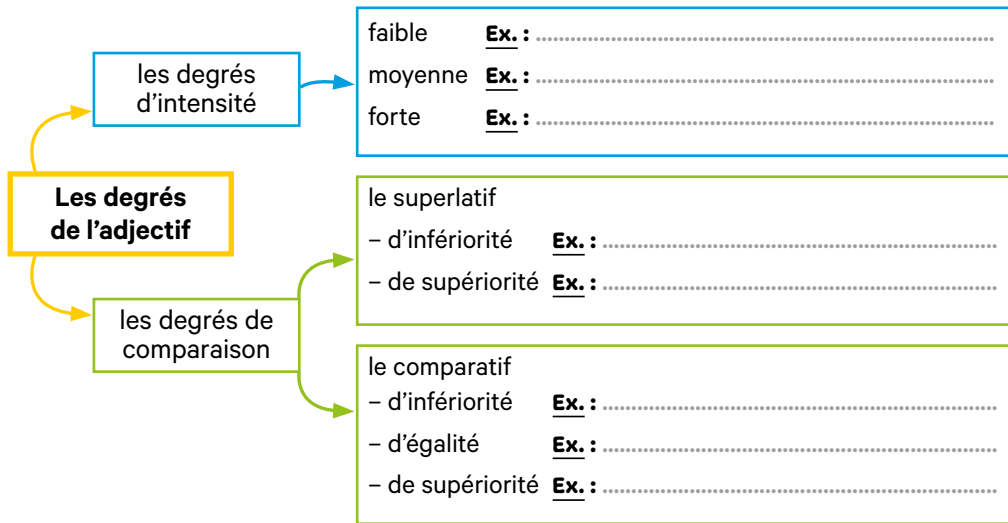 Les degrés
de l’adjectif
les degrés
d’intensité
faible Ex. : ................................................................
moyenne Ex. : ................................................................
forte Ex. : ................................................................
les degrés de
comparaison
le superlatif
– d’infériorité Ex. : ................................................................
– de supériorité Ex. : ................................................................
le comparatif
– d’infériorité Ex. : ................................................................
– d’égalité Ex. : ................................................................
– de supériorité Ex. : ................................................................